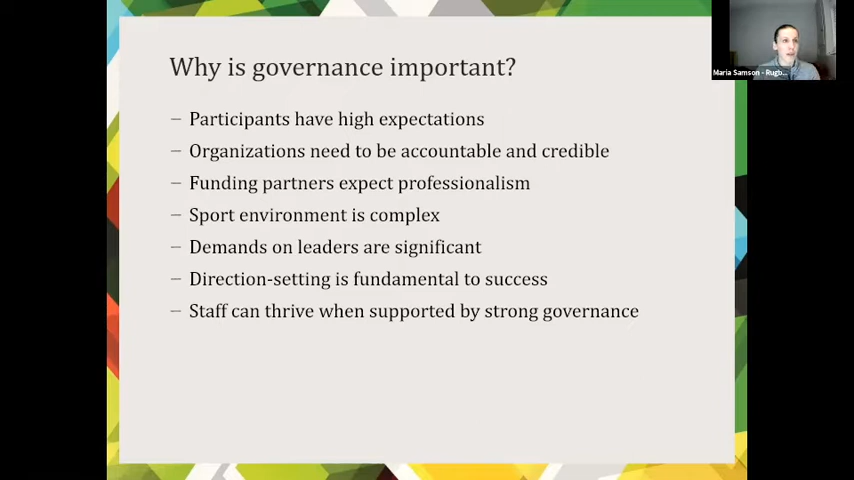 Why is governance important?
– Participants have high expectations
– Organizations need to be accountable and credible
– Funding partners expect professionalism
– Sport environment is complex
– Demands on leaders are significant
– Direction-setting is fundamental to success
– Staff can thrive when supported by strong governance
Maria Samson - Rugb...